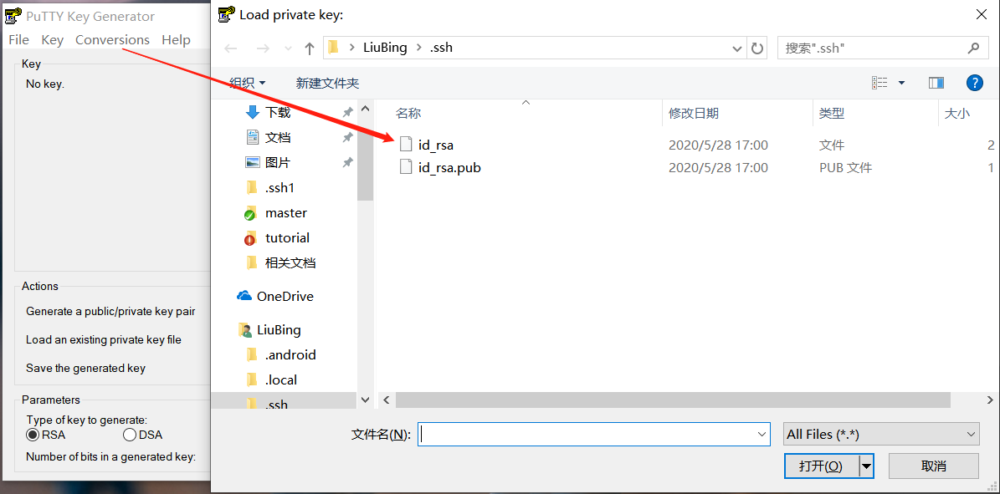 PuTTY Key Generator
File Key Conversions Help
Key
No key.
Actions
Generate a public/private key pair
Load an existing private key file
Save the generated key
Parameters
Type of key to generate:
RSA DSA
Number of bits in a generated key:
Load private key:
LiuBing .ssh
搜索".ssh"
组织 新建文件夹
下载
文档
图片
.ssh1
master
tutorial
相关文档
OneDrive
LiuBing
.android
.local
.ssh
名称 修改日期 类型 大小
id_rsa 2020/5/28 17:00 文件 2
id_rsa.pub 2020/5/28 17:00 PUB 文件 1
文件名(N): All Files (*.*)
打开(O) 取消